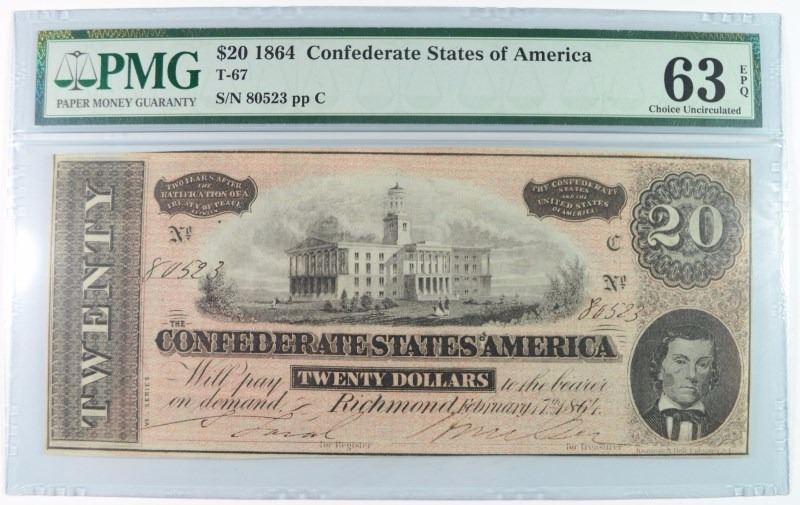 PMG
PAPER MONEY GUARANTY
$20 1864 Confederate States of America
T-67
S/N 80523 pp C
63 EPQ
Choice Uncirculated
TWENTY
TWO YEARS AFTER
THE
RATIFICATION OF A
TREATY OF PEACE
BETWEEN
THE CONFEDERATE
STATES
AND THE
UNITED STATES
OF AMERICA
20
No
C
80523
No
80523
THE
CONFEDERATE STATES OF AMERICA
Will pay TWENTY DOLLARS to the bearer
on demand. Richmond, February 17th 1864.
SERIES
for Register
for Treasurer